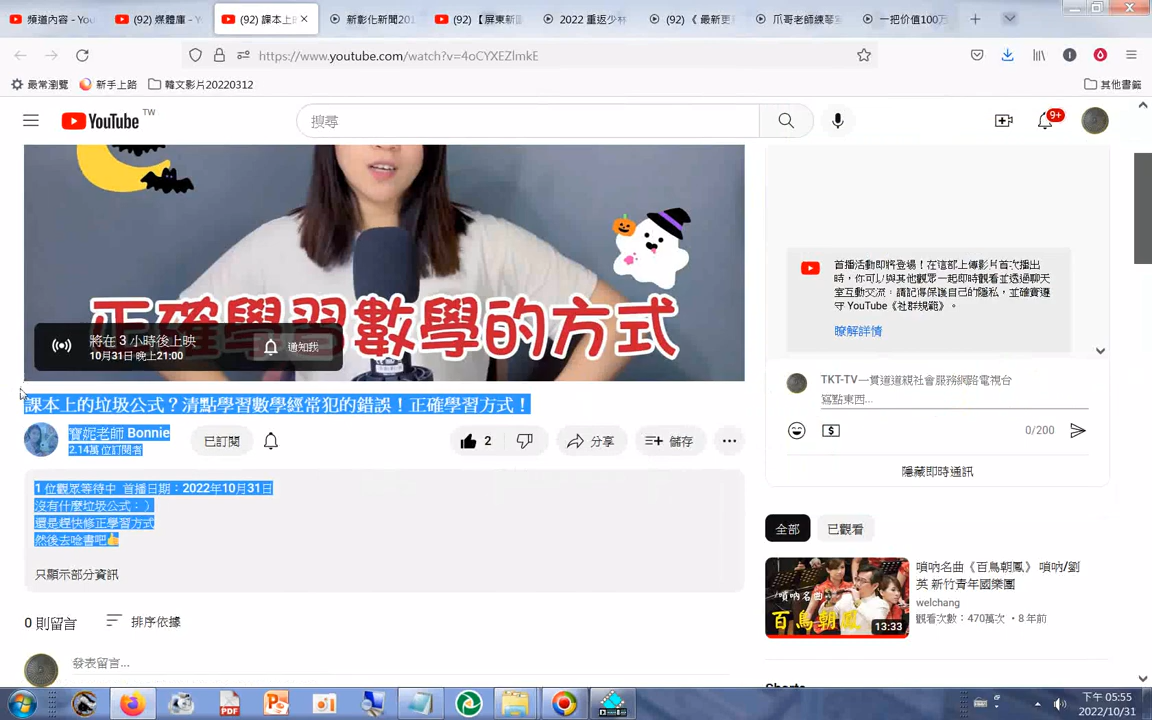 頻道內容 - You
(92) 媒體庫 - Y
(92) 課本上的
新彰化新聞201
(92)【屏東新
2022 重返少林
(92)《 最新更
爪哥老師練琴
一把价值100万
https://www.youtube.com/watch?v=4oCYXEZlmkE
最常瀏覽
新手上路
韓文影片20220312
其他書籤
YouTube TW
搜尋
9+
正確學習數學的方式
將在 3 小時後上映
10月31日 晚上21:00
通知我
課本上的垃圾公式？清點學習數學經常犯的錯誤！正確學習方式！
寶妮老師 Bonnie
2.14萬 位訂閱者
已訂閱
2
分享
儲存
1 位觀眾等待中 首播日期：2022年10月31日
沒有什麼垃圾公式：）
還是趕快修正學習方式
然後去唸書吧👍
只顯示部分資訊
0 則留言
排序依據
發表留言...
首播活動即將登場！在這部上傳影片首次播出
時，你可以與其他觀眾一起即時觀看並透過聊天
室互動交流。請記得保護自己的隱私，並確實遵
守 YouTube《社群規範》。
瞭解詳情
TKT-TV一貫道道親社會服務網路電視台
寫點東西...
0/200
隱藏即時通訊
全部
已觀看
嗩吶名曲
百鳥朝鳳
13:33
嗩吶名曲《百鳥朝鳳》 嗩吶/劉
英 新竹青年國樂團
welchang
觀看次數：470萬 次 ・8 年前
Shorts
下午 05:55
2022/10/31